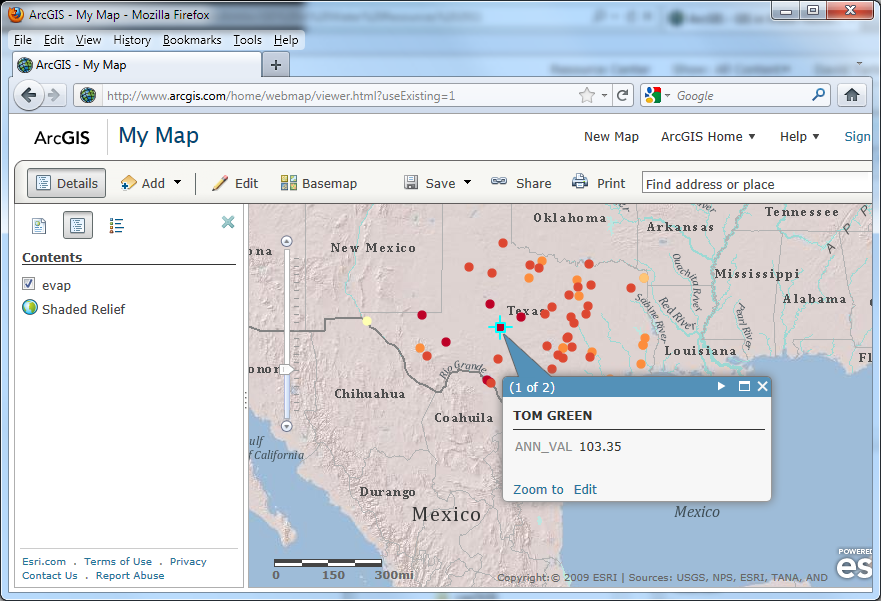 ArcGIS - My Map - Mozilla Firefox
File Edit View History Bookmarks Tools Help
ArcGIS - My Map
http://www.arcgis.com/home/webmap/viewer.html?useExisting=1
Google
ArcGIS My Map
New Map ArcGIS Home Help Sign
Details Add Edit Basemap Save Share Print Find address or place
Contents
evap
Shaded Relief
Esri.com . Terms of Use . Privacy
Contact Us . Report Abuse
Oklahoma
Tennessee
Arkansas
New Mexico
Ouachita River
Mississippi
Texas
Sabine River
Red River
Pearl River
Alabama
Louisiana
Rio Grande
Chihuahua
Coahuila
of California
Durango
Mexico
Mexico
(1 of 2)
TOM GREEN
ANN_VAL 103.35
Zoom to Edit
0 150 300mi
Copyright:© 2009 ESRI | Sources: USGS, NPS, ESRI, TANA, AND
POWERED
es